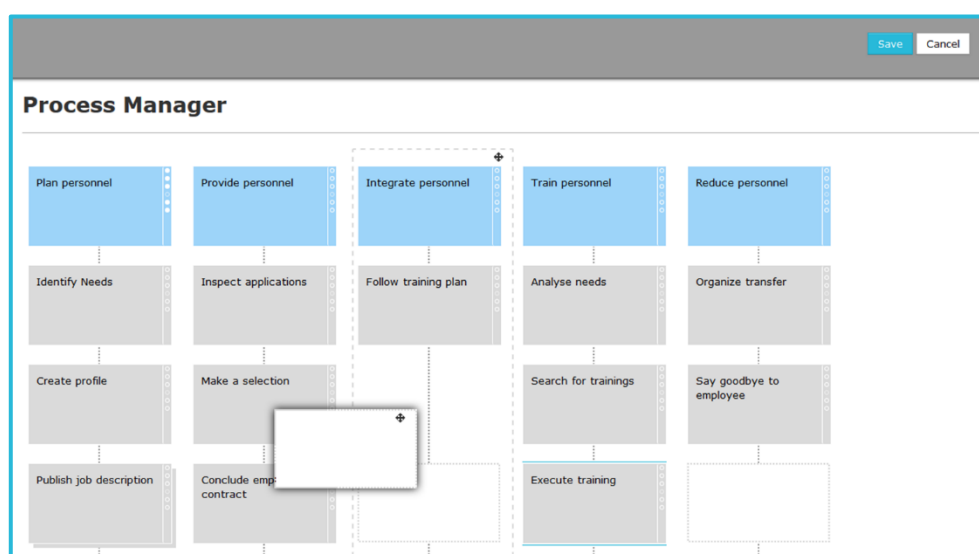 Save Cancel
Process Manager
Plan personnel
Provide personnel
Integrate personnel
Train personnel
Reduce personnel
Identify Needs
Inspect applications
Follow training plan
Analyse needs
Organize transfer
Create profile
Make a selection
Search for trainings
Say goodbye to
employee
Publish job description
Conclude emp
contract
Execute training